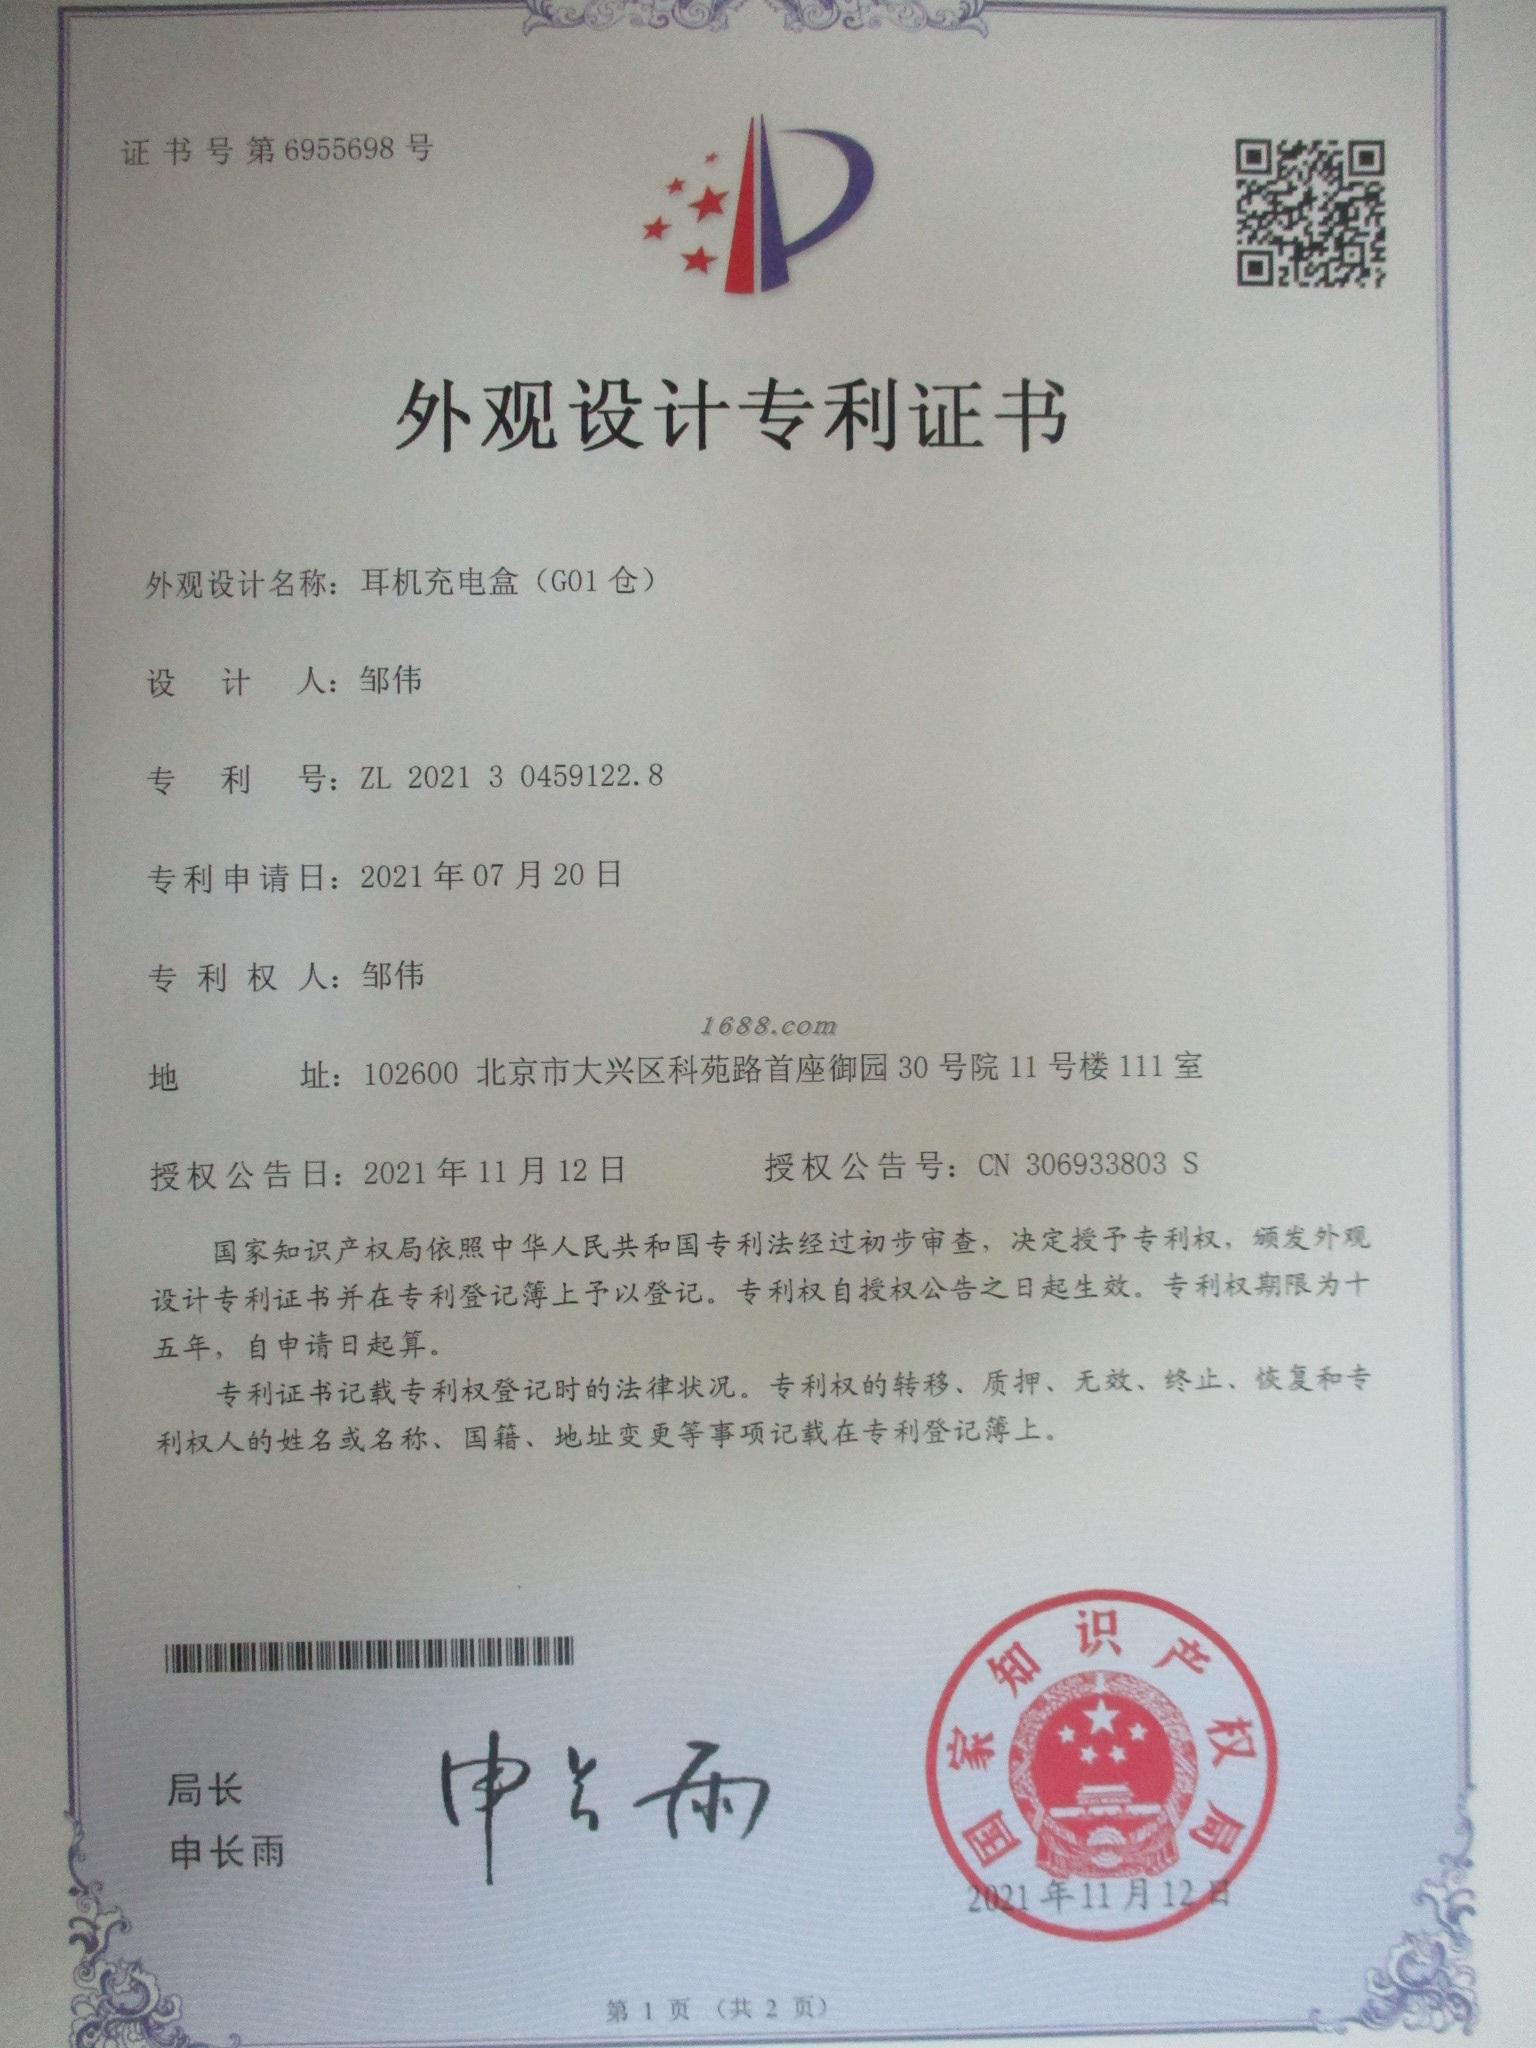 证书号第6955698号
外观设计专利证书
外观设计名称：耳机充电盒（G01仓）
设计人：邹伟
专利号：ZL 2021 3 0459122.8
专利申请日：2021年07月20日
专利权人：邹伟
1688.com
地址：102600 北京市大兴区科苑路首座御园30号院11号楼111室
授权公告日：2021年11月12日 授权公告号：CN 306933803 S
国家知识产权局依照中华人民共和国专利法经过初步审查，决定授予专利权，颁发外观
设计专利证书并在专利登记簿上予以登记。专利权自授权公告之日起生效。专利权期限为十
五年，自申请日起算。
专利证书记载专利权登记时的法律状况。专利权的转移、质押、无效、终止、恢复和专
利权人的姓名或名称、国籍、地址变更等事项记载在专利登记簿上。
局长
申长雨
申长雨
国家知识产权局
2021年11月12日
第 1 页 （共 2 页）